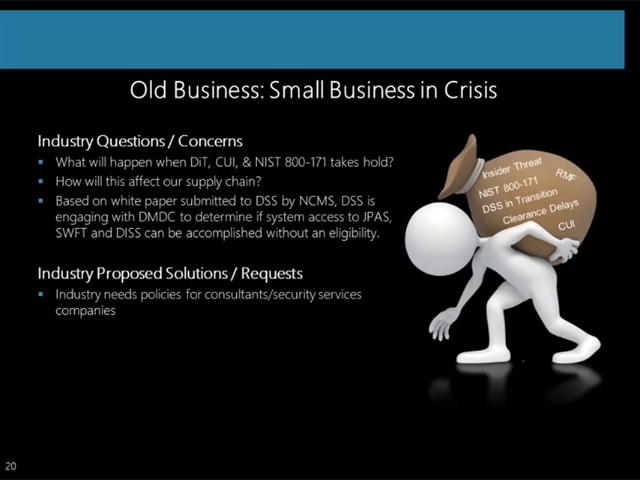 Old Business: Small Business in Crisis
Industry Questions / Concerns
What will happen when DiT, CUI, & NIST 800-171 takes hold?
How will this affect our supply chain?
Based on white paper submitted to DSS by NCMS, DSS is
engaging with DMDC to determine if system access to JPAS,
SWFT and DISS can be accomplished without an eligibility.
Industry Proposed Solutions / Requests
Industry needs policies for consultants/security services
companies
Insider Threat
RMF
NIST 800-171
DSS in Transition
Clearance Delays
CUI
20